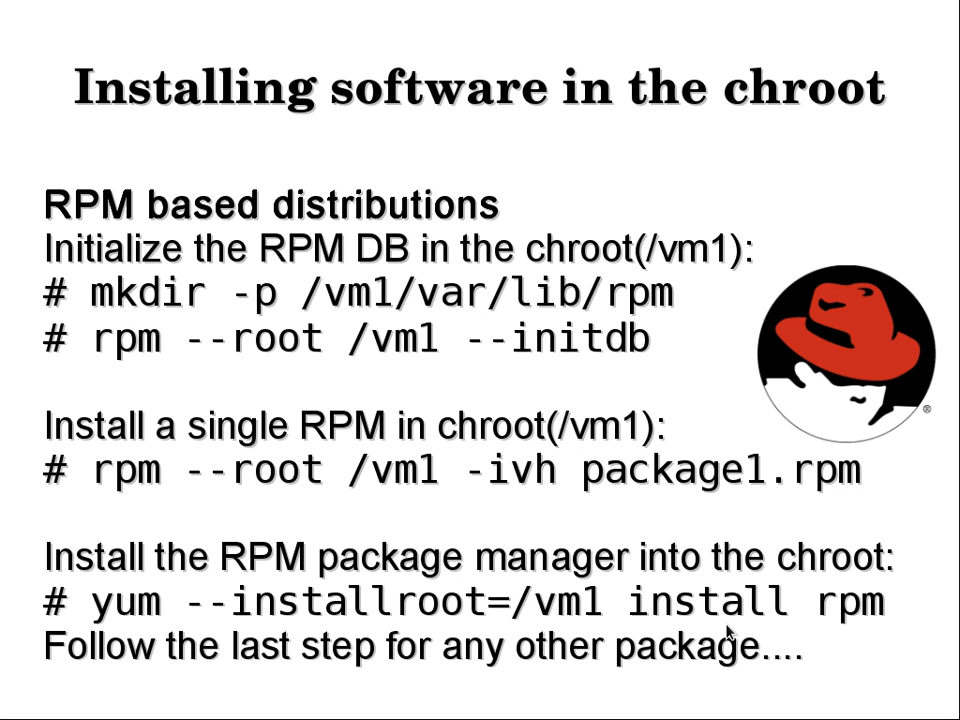 Installing software in the chroot
RPM based distributions
Initialize the RPM DB in the chroot(/vm1):
# mkdir -p /vm1/var/lib/rpm
# rpm --root /vm1 --initdb
®
Install a single RPM in chroot(/vm1):
# rpm --root /vm1 -ivh package1.rpm
Install the RPM package manager into the chroot:
# yum --installroot=/vm1 install rpm
Follow the last step for any other package....